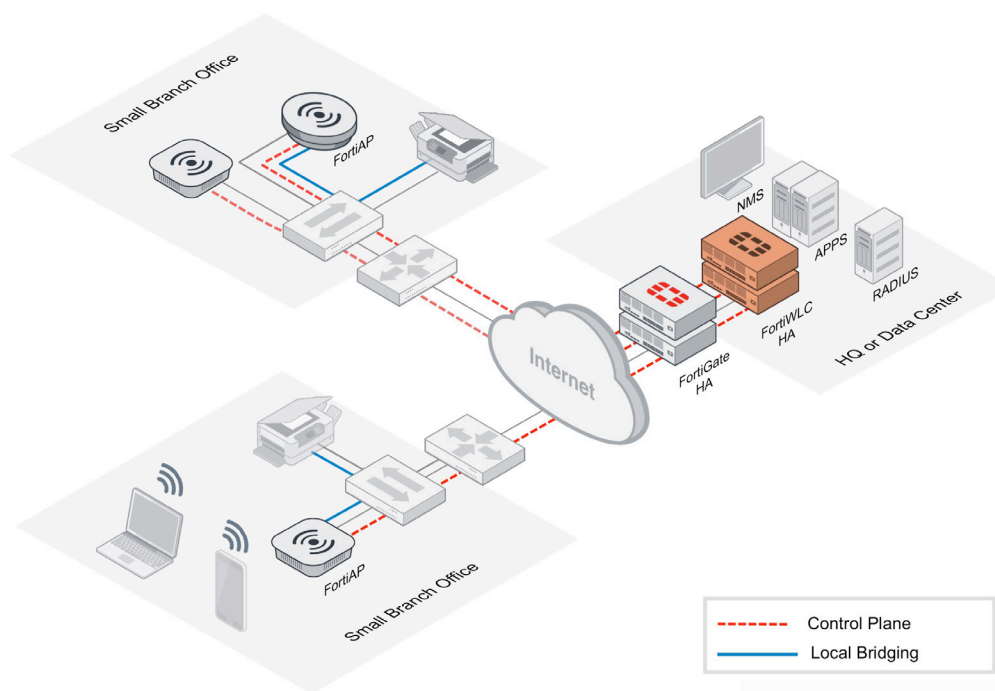 Small Branch Office
FortiAP
NMS
APPS
RADIUS
FortiWLC
HA
HQ or Data Center
FortiGate
HA
Internet
FortiAP
Small Branch Office
Control Plane
Local Bridging